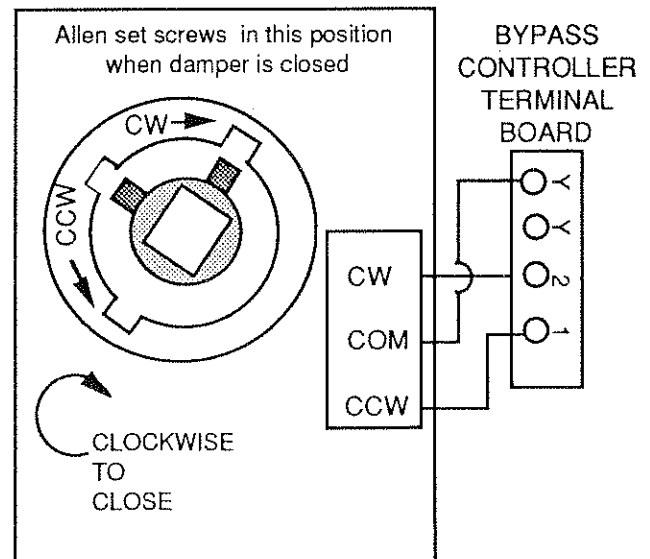 Allen set screws in this position
when damper is closed
CW
CCW
CLOCKWISE
TO
CLOSE
CW
COM
CCW
BYPASS
CONTROLLER
TERMINAL
BOARD
Y
Y
2
1